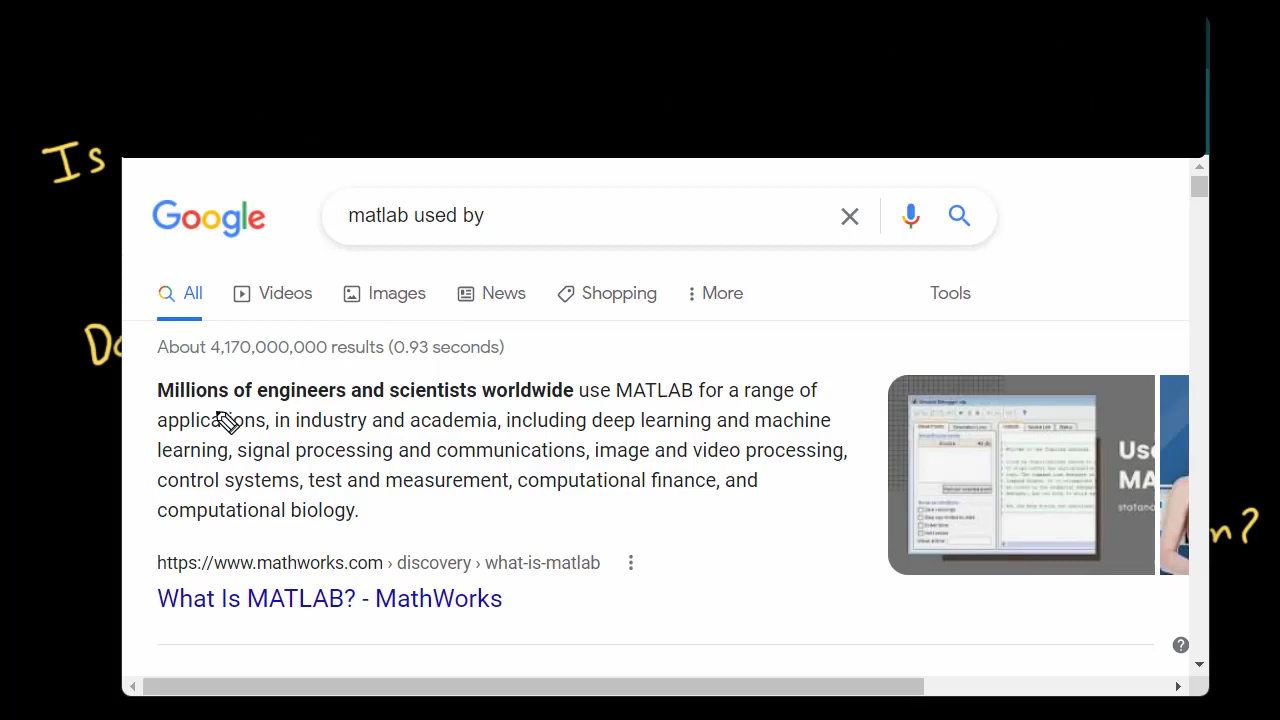 Is
Google
matlab used by
All
Videos
Images
News
Shopping
More
Tools
About 4,170,000,000 results (0.93 seconds)
Millions of engineers and scientists worldwide use MATLAB for a range of
applications, in industry and academia, including deep learning and machine
learning, signal processing and communications, image and video processing,
control systems, test and measurement, computational finance, and
computational biology.
https://www.mathworks.com › discovery › what-is-matlab
What Is MATLAB? - MathWorks